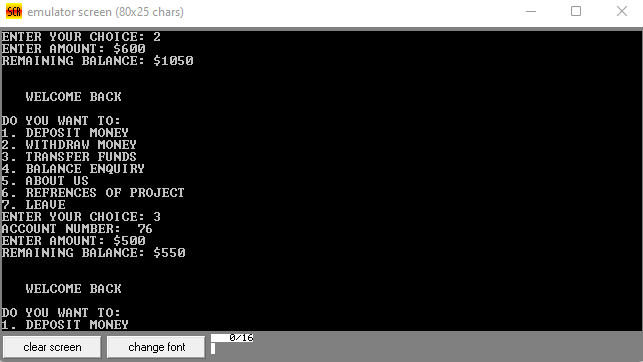 SCR emulator screen (80x25 chars)
ENTER YOUR CHOICE: 2
ENTER AMOUNT: $600
REMAINING BALANCE: $1050
WELCOME BACK
DO YOU WANT TO:
1. DEPOSIT MONEY
2. WITHDRAW MONEY
3. TRANSFER FUNDS
4. BALANCE ENQUIRY
5. ABOUT US
6. REFRENCES OF PROJECT
7. LEAVE
ENTER YOUR CHOICE: 3
ACCOUNT NUMBER:  76
ENTER AMOUNT: $500
REMAINING BALANCE: $550
WELCOME BACK
DO YOU WANT TO:
1. DEPOSIT MONEY
clear screen change font 0/16